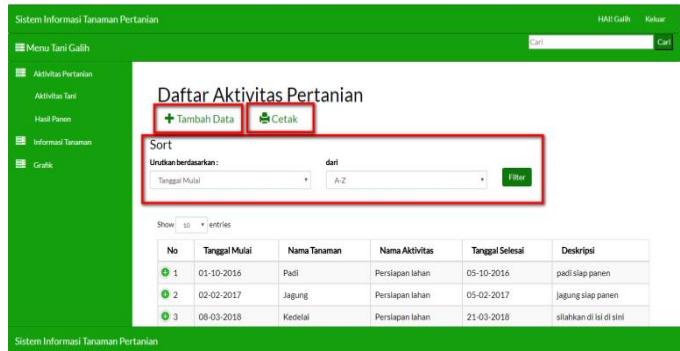 Sistem Informasi Tanaman Pertanian
HAI! Galih Keluar
Menu Tani Galih
Cari Cari
Aktivitas Pertanian
Aktivitas Tani
Hasil Panen
Informasi Tanaman
Grafik
Daftar Aktivitas Pertanian
Tambah Data Cetak
Sort
Urutkan berdasarkan : dari
Tanggal Mulai A-Z Filter
Show 10 entries
No Tanggal Mulai Nama Tanaman Nama Aktivitas Tanggal Selesai Deskripsi
1 01-10-2016 Padi Persiapan lahan 05-10-2016 padi siap panen
2 02-02-2017 Jagung Persiapan lahan 05-02-2017 jagung siap panen
3 08-03-2018 Kedelai Persiapan lahan 21-03-2018 silahkan di isi di sini
Sistem Informasi Tanaman Pertanian